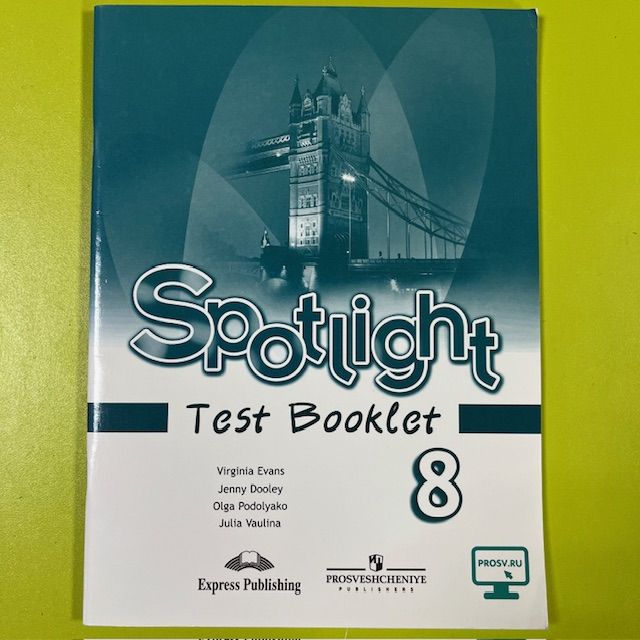 Spotlight
Test Booklet
8
Virginia Evans
Jenny Dooley
Olga Podolyako
Julia Vaulina
Express Publishing
PROSVESHCHENIYE
PUBLISHERS
PROSV.RU